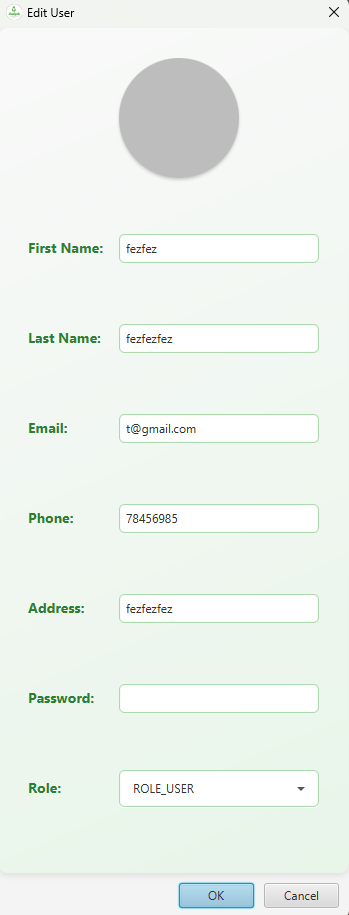 Edit User
First Name: fezfez
Last Name: fezfezfez
Email: t@gmail.com
Phone: 78456985
Address: fezfezfez
Password:
Role: ROLE_USER
OK Cancel